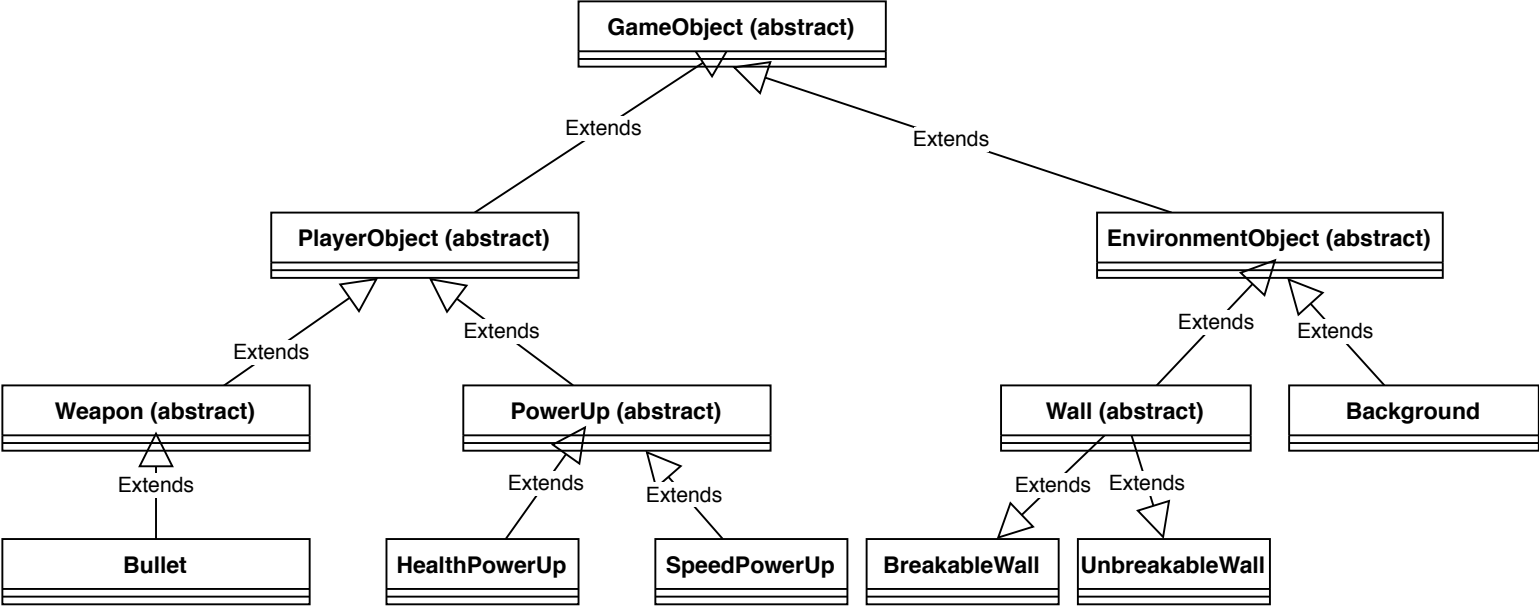 GameObject (abstract)
Extends
Extends
PlayerObject (abstract)
EnvironmentObject (abstract)
Extends
Extends
Extends
Extends
Weapon (abstract)
PowerUp (abstract)
Wall (abstract)
Background
Extends
Extends
Extends
Extends
Extends
Bullet
HealthPowerUp
SpeedPowerUp
BreakableWall
UnbreakableWall